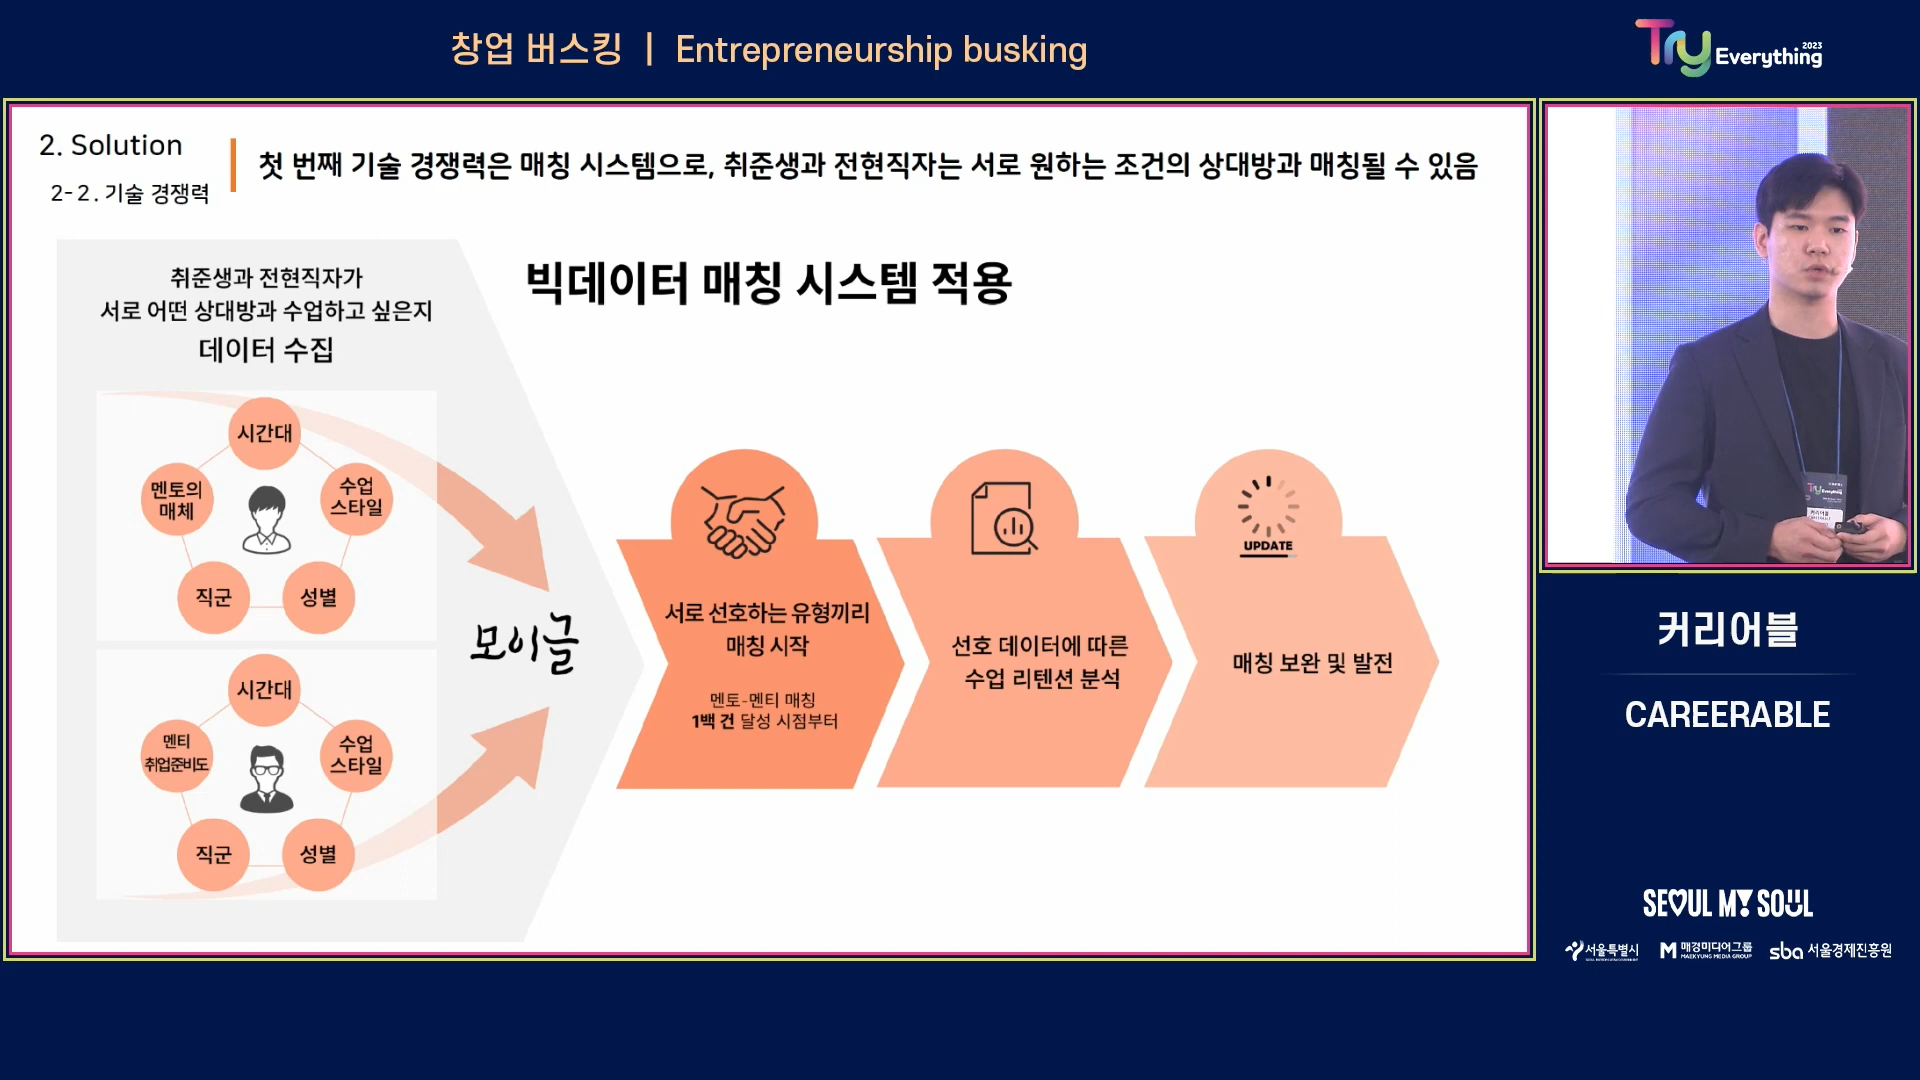 창업 버스킹 | Entrepreneurship busking
Try Everything 2023
2. Solution
2-2. 기술 경쟁력
첫 번째 기술 경쟁력은 매칭 시스템으로, 취준생과 전현직자는 서로 원하는 조건의 상대방과 매칭될 수 있음
취준생과 전현직자가
서로 어떤 상대방과 수업하고 싶은지
데이터 수집
빅데이터 매칭 시스템 적용
시간대
멘토의
매체
수업
스타일
직군
성별
시간대
멘티
취업준비도
수업
스타일
직군
성별
모이글
서로 선호하는 유형끼리
매칭 시작
멘토-멘티 매칭
1백 건 달성 시점부터
선호 데이터에 따른
수업 리텐션 분석
UPDATE
매칭 보완 및 발전
Try Everything
커리어블
커리어블
CAREERABLE
SEOUL MY SOUL
서울특별시
매경미디어그룹
MAEKYUNG MEDIA GROUP
sba 서울경제진흥원